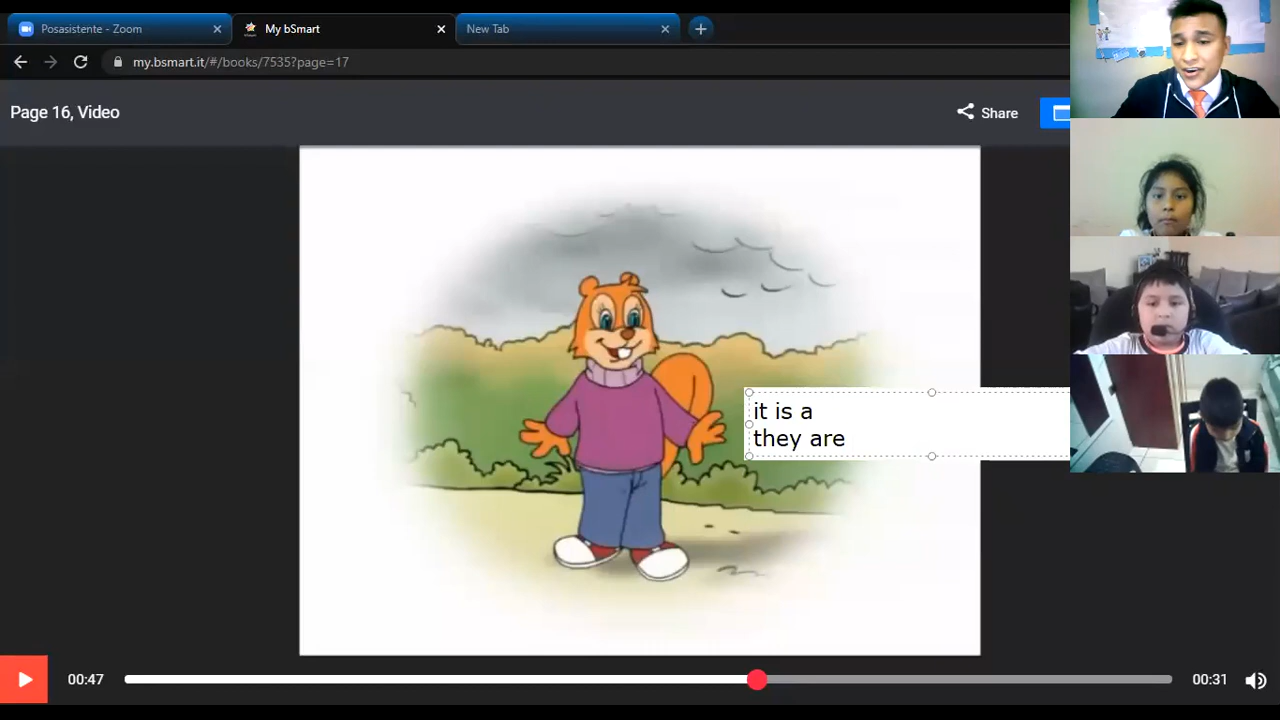 Posasistente - Zoom
My bSmart
New Tab
my.bsmart.it/#/books/7535?page=17
Page 16, Video
Share
it is a
they are
00:47
00:31